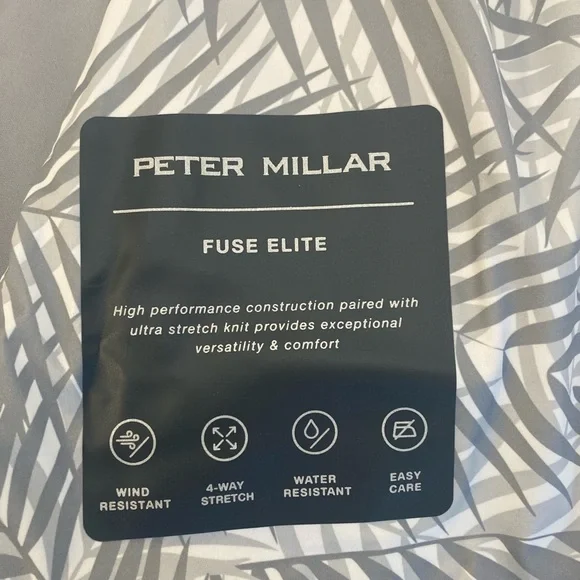 PETER MILLAR
FUSE ELITE
High performance construction paired with
ultra stretch knit provides exceptional
versatility & comfort
WIND
RESISTANT
4-WAY
STRETCH
WATER
RESISTANT
EASY
CARE